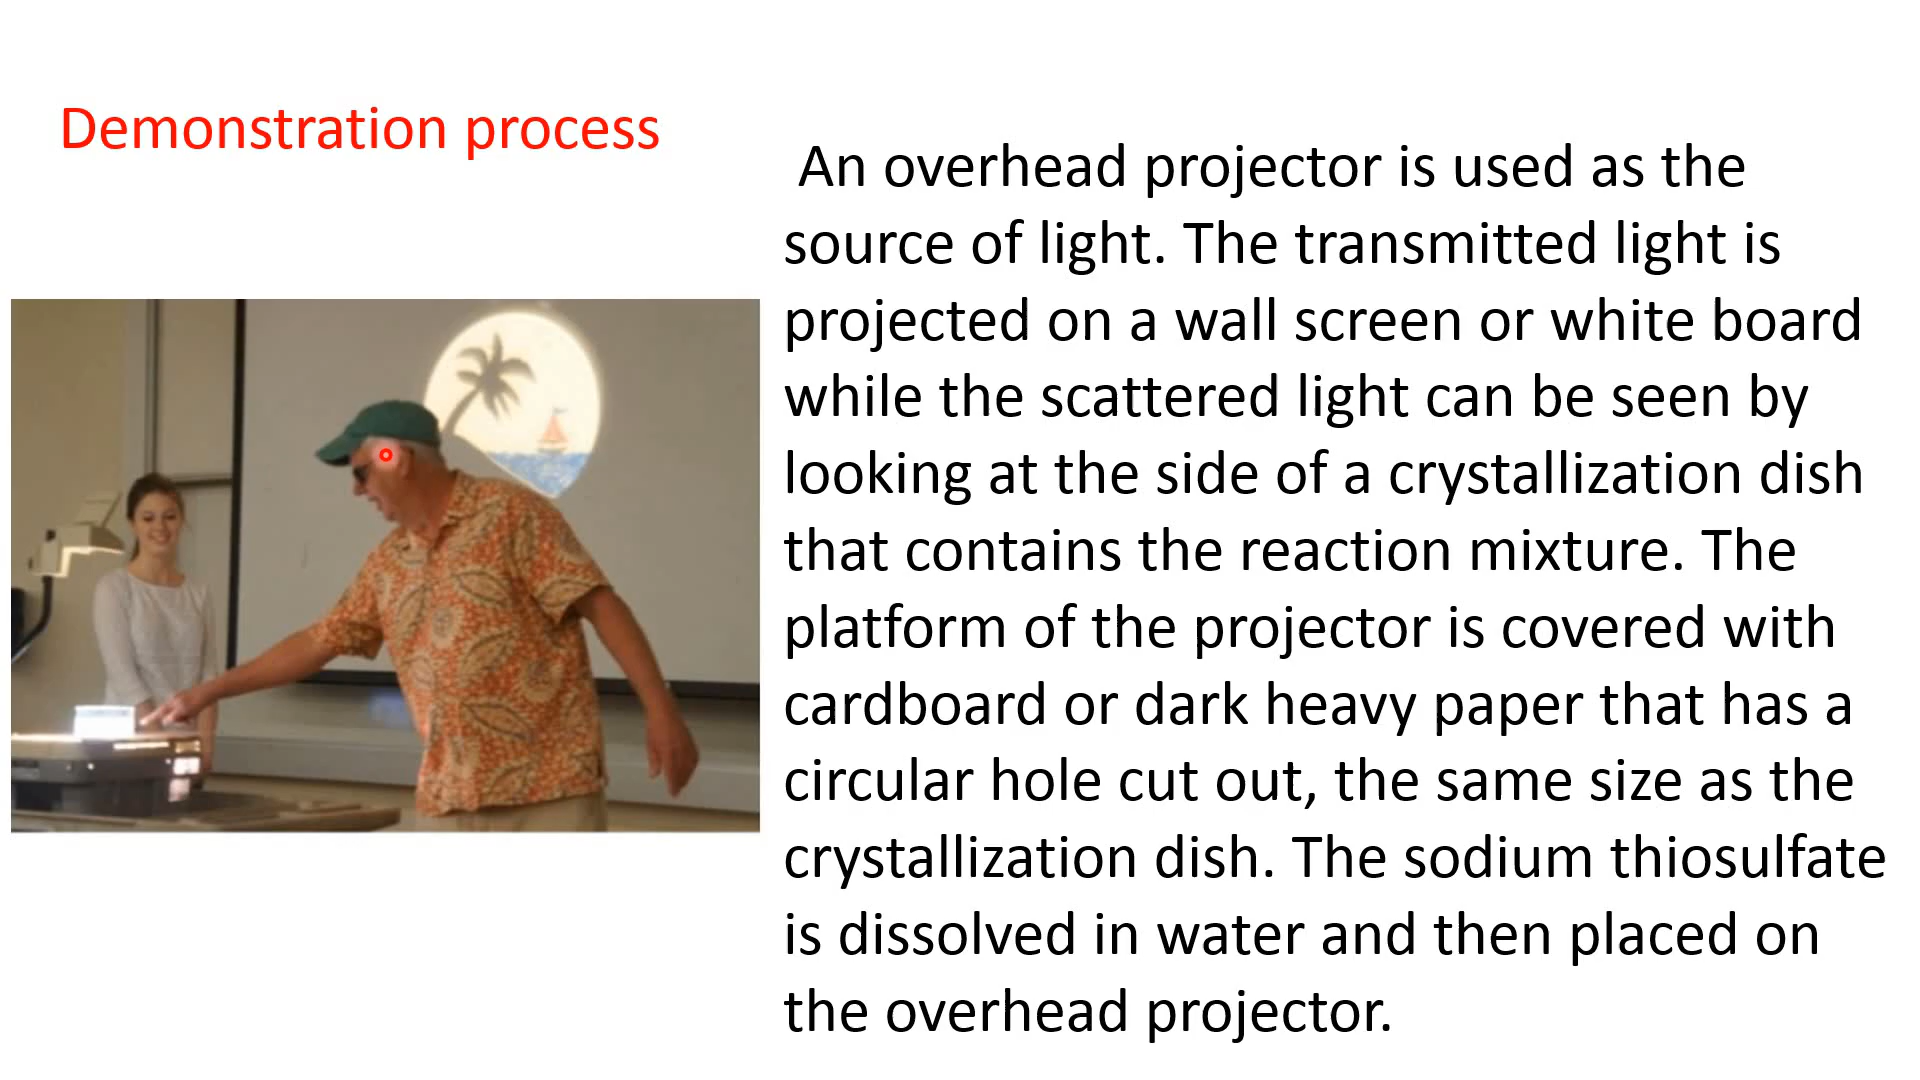 Demonstration process
An overhead projector is used as the
source of light. The transmitted light is
projected on a wall screen or white board
while the scattered light can be seen by
looking at the side of a crystallization dish
that contains the reaction mixture. The
platform of the projector is covered with
cardboard or dark heavy paper that has a
circular hole cut out, the same size as the
crystallization dish. The sodium thiosulfate
is dissolved in water and then placed on
the overhead projector.